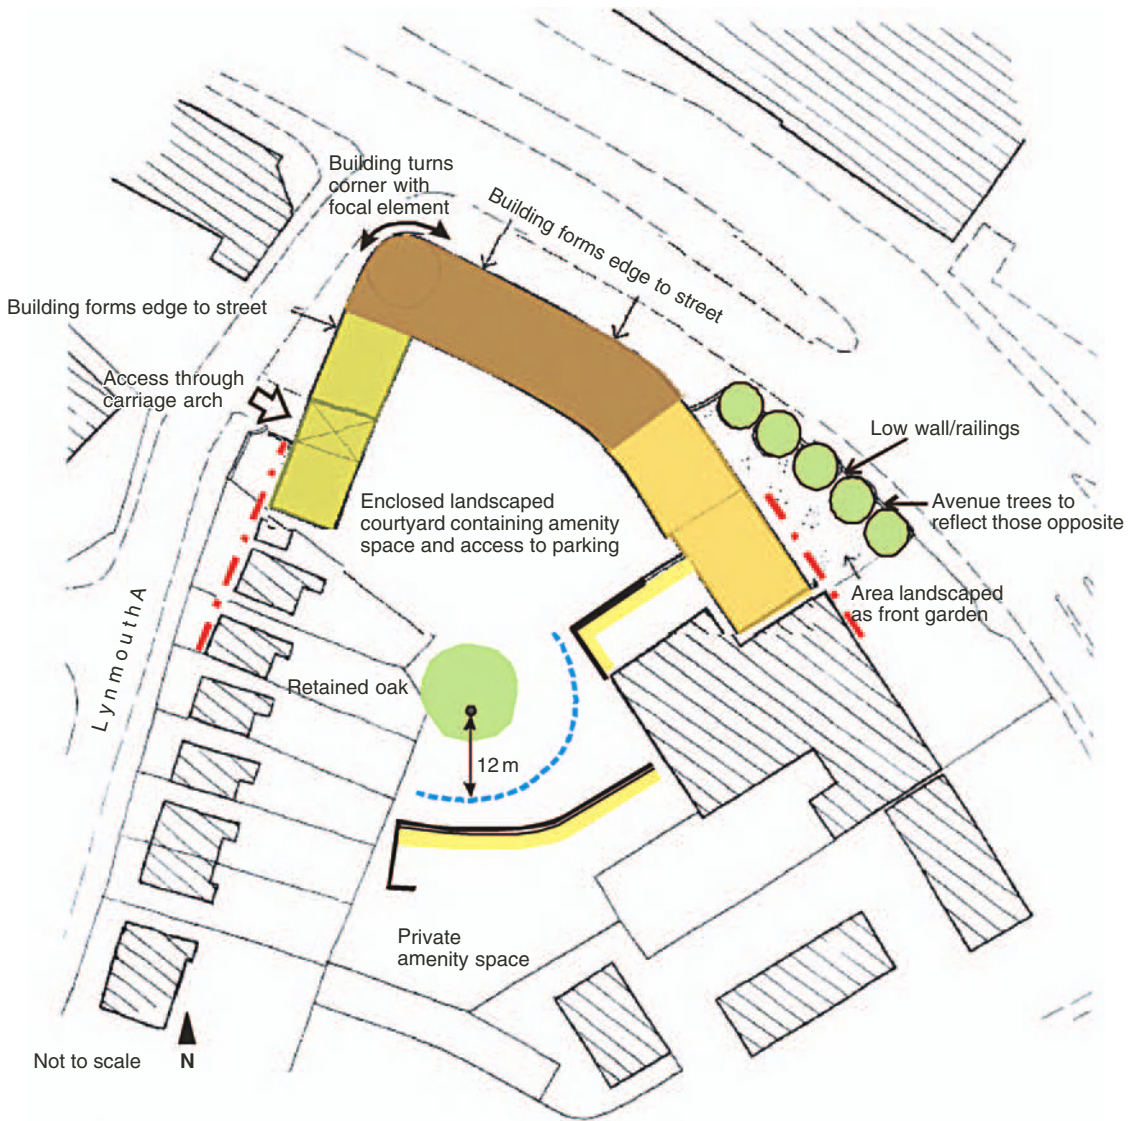 Building turns
corner with
focal element
Building forms edge to street
Building forms edge to street
Access through
carriage arch
Low wall/railings
Avenue trees to
reflect those opposite
Enclosed landscaped
courtyard containing amenity
space and access to parking
Area landscaped
as front garden
Lynmouth A
Retained oak
12 m
Private
amenity space
Not to scale
N